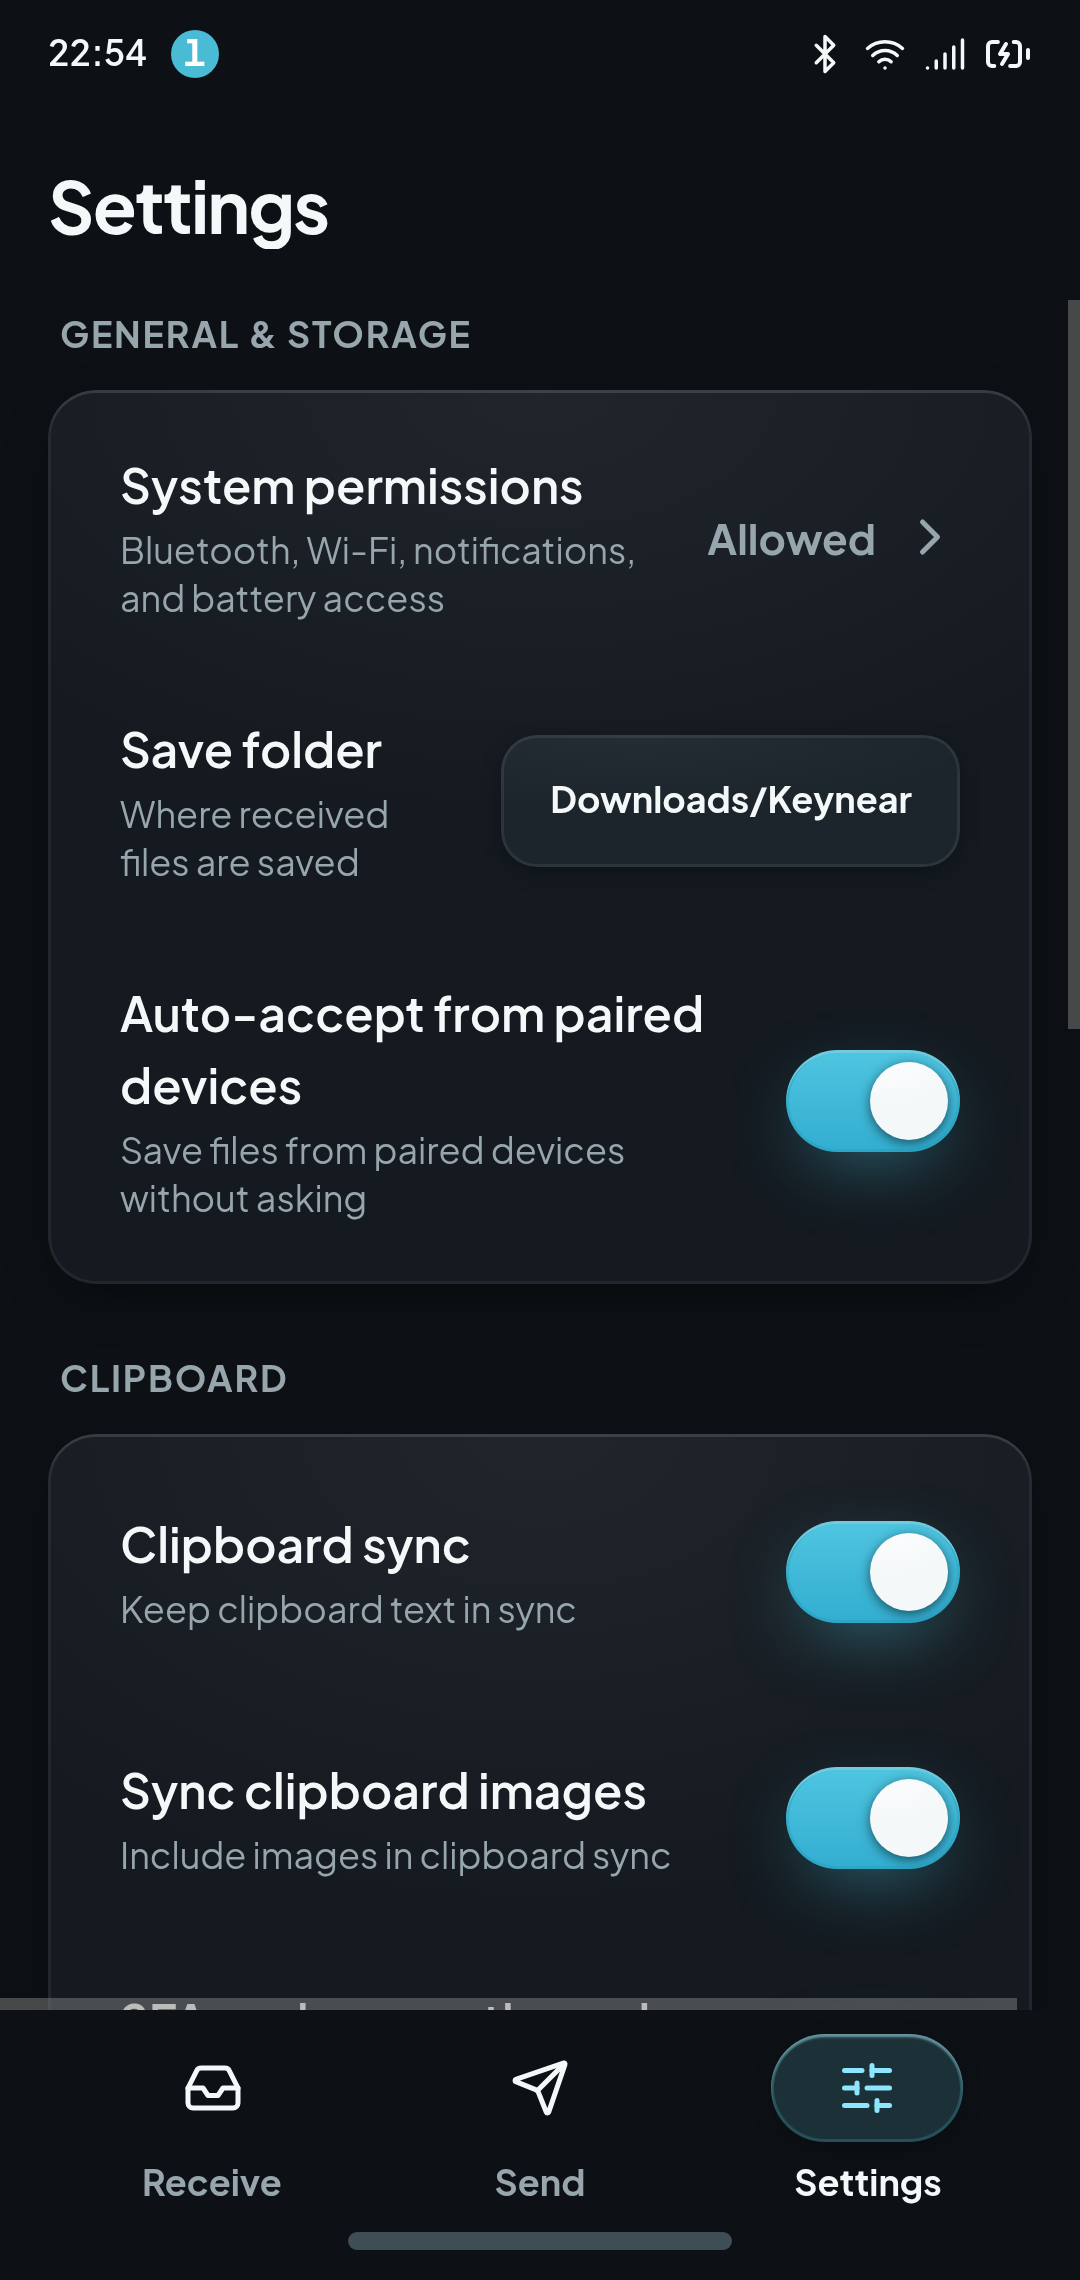 22:54 1
Settings
GENERAL & STORAGE
System permissions
Bluetooth, Wi-Fi, notifications,
and battery access
Allowed
Save folder
Where received
files are saved
Downloads/Keynear
Auto-accept from paired
devices
Save files from paired devices
without asking
CLIPBOARD
Clipboard sync
Keep clipboard text in sync
Sync clipboard images
Include images in clipboard sync
Receive
Send
Settings